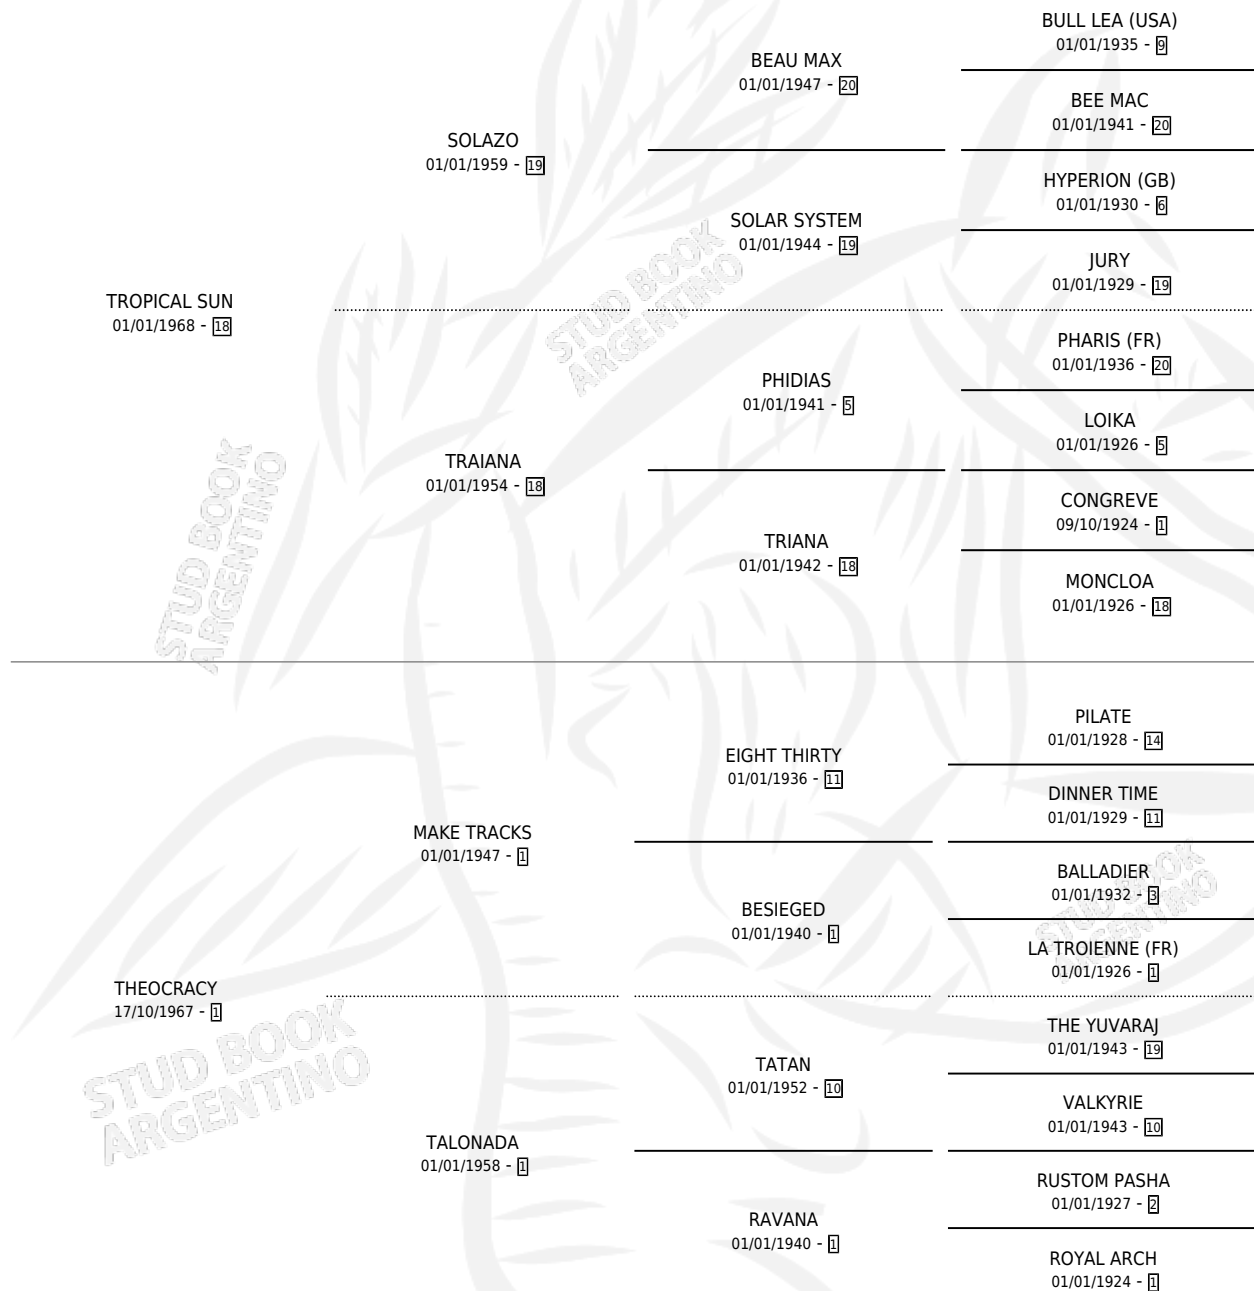 BULL LEA (USA)
01/01/1935 - 9
BEAU MAX
01/01/1947 - 20
BEE MAC
01/01/1941 - 20
SOLAZO
01/01/1959 - 19
HYPERION (GB)
01/01/1930 - 6
SOLAR SYSTEM
01/01/1944 - 19
JURY
01/01/1929 - 19
TROPICAL SUN
01/01/1968 - 18
STUD BOOK
ARGENTINO
PHARIS (FR)
01/01/1936 - 20
PHIDIAS
01/01/1941 - 5
LOIKA
01/01/1926 - 5
TRAIANA
01/01/1954 - 18
CONGREVE
09/10/1924 - 1
TRIANA
01/01/1942 - 18
MONCLOA
01/01/1926 - 18
STUD BOOK
ARGENTINO
PILATE
01/01/1928 - 14
EIGHT THIRTY
01/01/1936 - 11
DINNER TIME
01/01/1929 - 11
MAKE TRACKS
01/01/1947 - 1
BALLADIER
01/01/1932 - 3
BESIEGED
01/01/1940 - 1
LA TROIENNE (FR)
01/01/1926 - 1
STUD BOOK
ARGENTINO
THEOCRACY
17/10/1967 - 1
THE YUVARAJ
01/01/1943 - 19
TATAN
01/01/1952 - 10
VALKYRIE
01/01/1943 - 10
STUD BOOK
ARGENTINO
TALONADA
01/01/1958 - 1
RUSTOM PASHA
01/01/1927 - 2
RAVANA
01/01/1940 - 1
ROYAL ARCH
01/01/1924 - 1